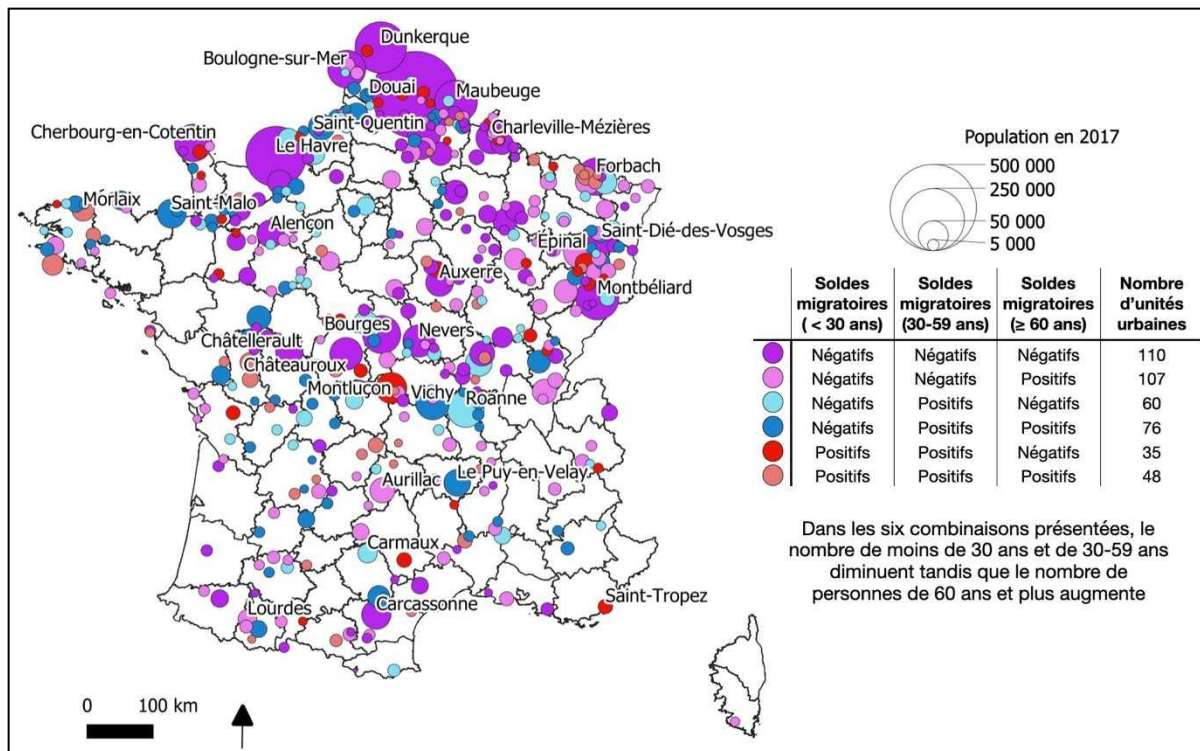 Dunkerque
Boulogne-sur-Mer
Douai
Maubeuge
Cherbourg-en-Cotentin
Saint-Quentin
Charleville-Mézières
Le Havre
Forbach
Morlaix
Saint-Malo
Alençon
Épinal
Saint-Dié-des-Vosges
Auxerre
Montbéliard
Bourges
Nevers
Châtellerault
Châteauroux
Montluçon
Vichy
Roanne
Aurillac
Le Puy-en-Velay
Carmaux
Saint-Tropez
Lourdes
Carcassonne
0 100 km
Population en 2017
500 000
250 000
50 000
5 000
Soldes Soldes Soldes Nombre
migratoires migratoires migratoires d'unités
( < 30 ans) (30-59 ans) (≥ 60 ans) urbaines
Négatifs Négatifs Négatifs 110
Négatifs Négatifs Positifs 107
Négatifs Positifs Négatifs 60
Négatifs Positifs Positifs 76
Positifs Positifs Négatifs 35
Positifs Positifs Positifs 48
Dans les six combinaisons présentées, le
nombre de moins de 30 ans et de 30-59 ans
diminuent tandis que le nombre de
personnes de 60 ans et plus augmente